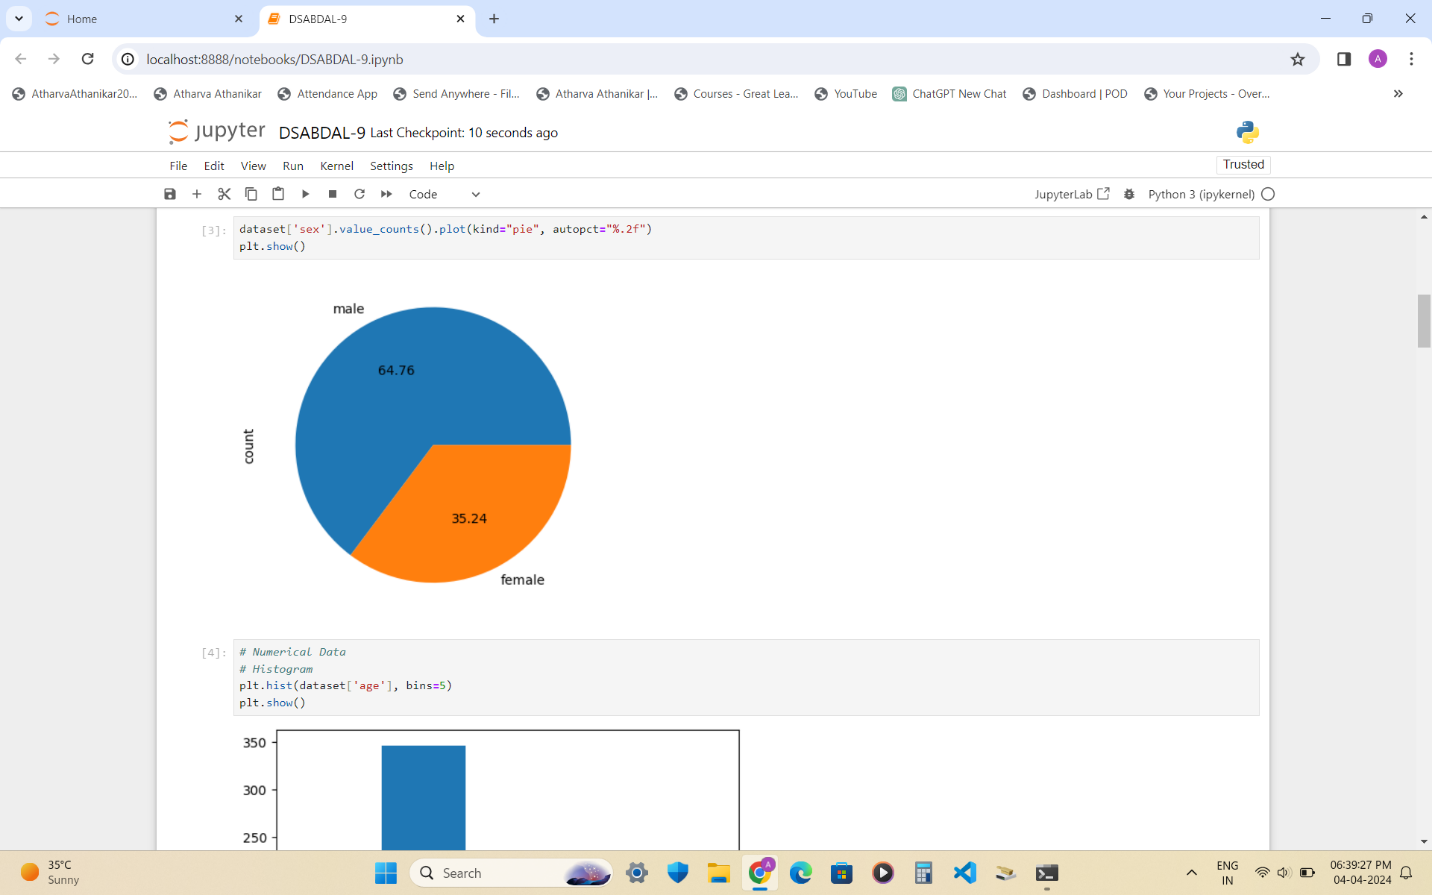 Home
DSABDAL-9
localhost:8888/notebooks/DSABDAL-9.ipynb
A
AtharvaAthanikar20...
Atharva Athanikar
Attendance App
Send Anywhere - Fil...
Atharva Athanikar |...
Courses - Great Lea...
YouTube
ChatGPT New Chat
Dashboard | POD
Your Projects - Over...
jupyter DSABDAL-9 Last Checkpoint: 10 seconds ago
File Edit View Run Kernel Settings Help
Trusted
Code
JupyterLab
Python 3 (ipykernel)
[3]:
dataset['sex'].value_counts().plot(kind="pie", autopct="%.2f")
plt.show()
male
64.76
count
35.24
female
[4]:
# Numerical Data
# Histogram
plt.hist(dataset['age'], bins=5)
plt.show()
350
300
250
35°C
Sunny
Search
A
ENG
IN
06:39:27 PM
04-04-2024